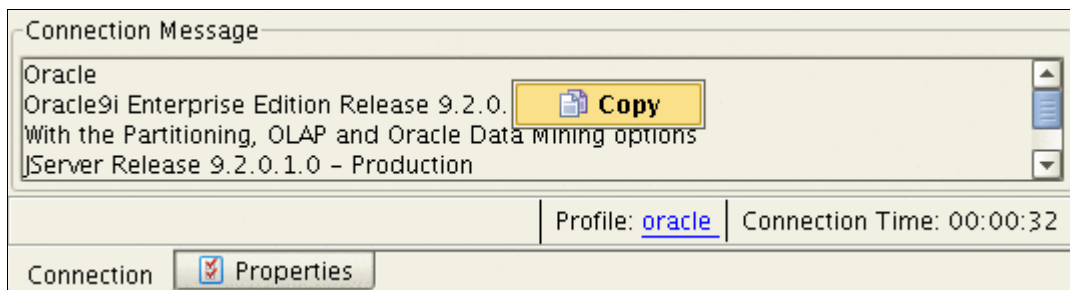 Connection Message
Oracle
Oracle9i Enterprise Edition Release 9.2.0. Copy
With the Partitioning, OLAP and Oracle Data Mining options
JServer Release 9.2.0.1.0 – Production
Profile: oracle Connection Time: 00:00:32
Connection Properties